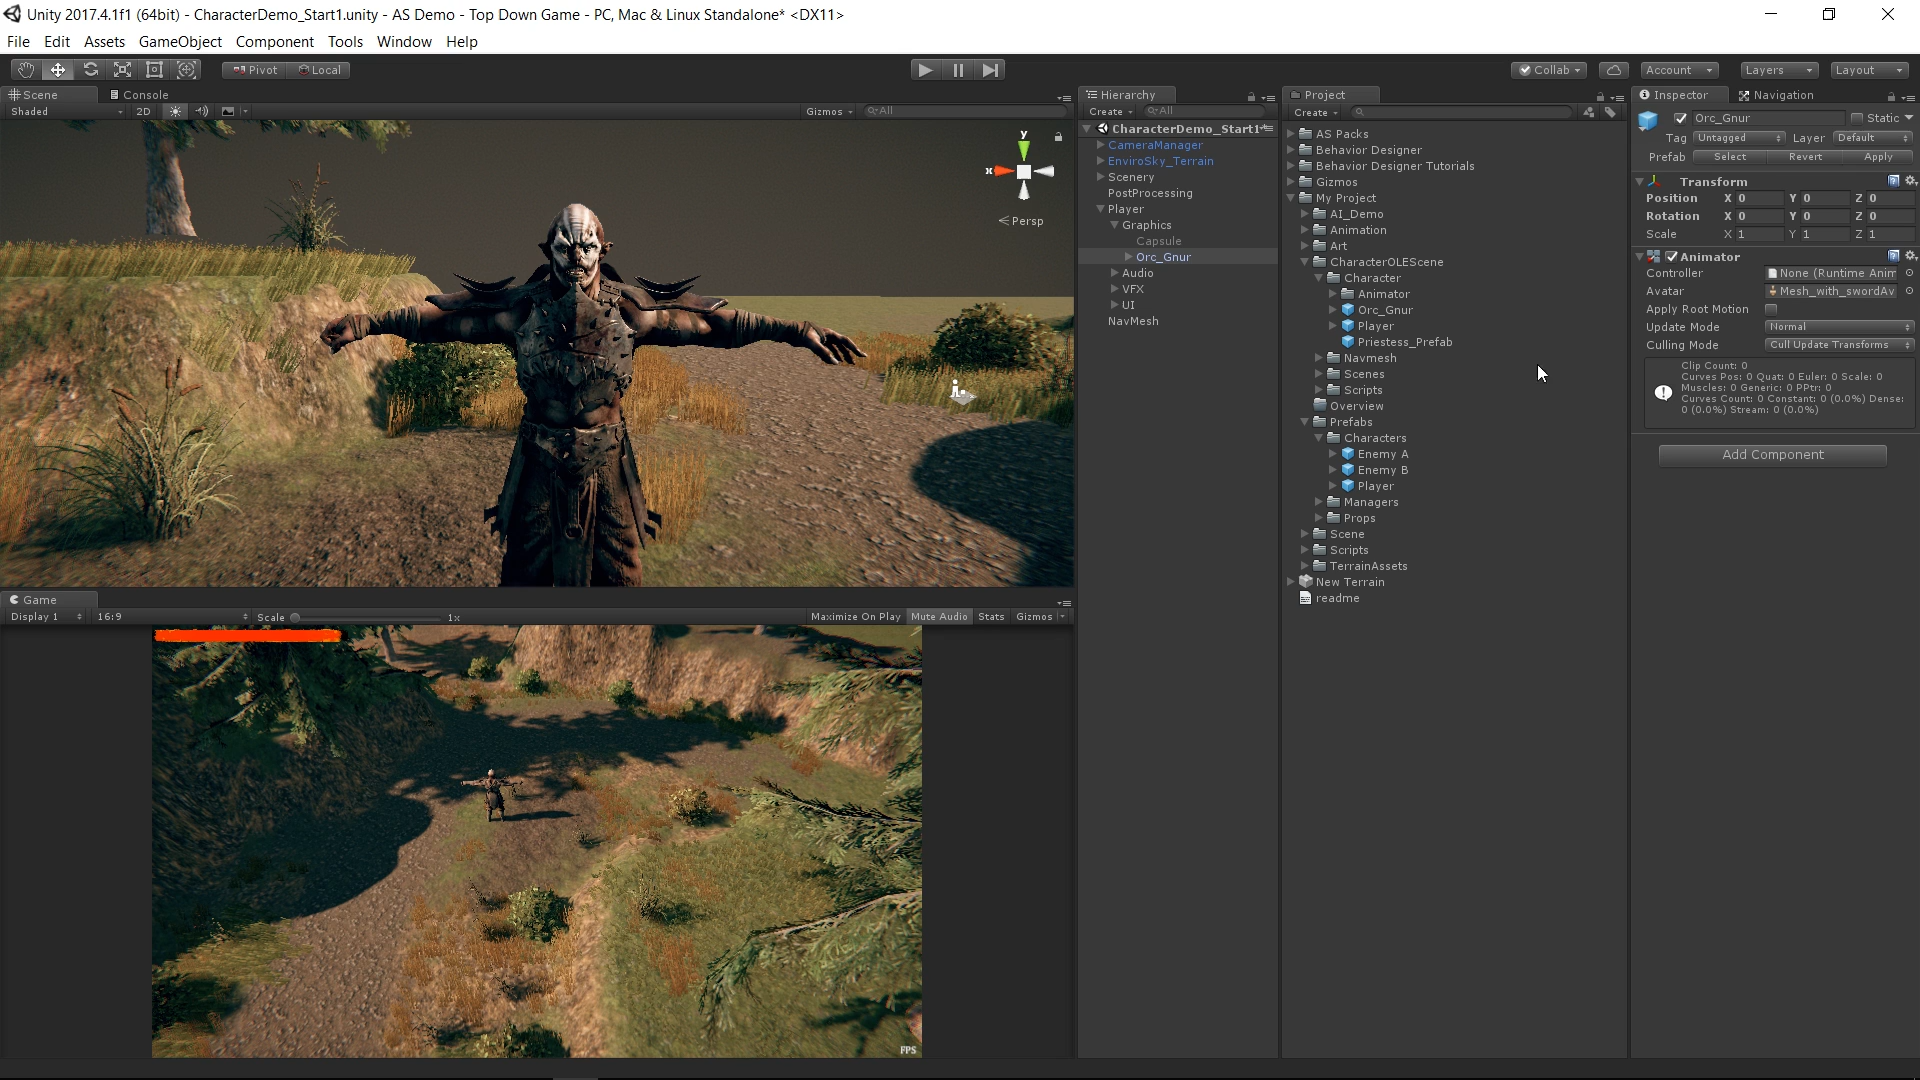 Unity 2017.4.1f1 (64bit) - CharacterDemo_Start1.unity - AS Demo - Top Down Game - PC, Mac & Linux Standalone* <DX11>
File Edit Assets GameObject Component Tools Window Help
Pivot Local Collab Account Layers Layout
Scene Console
Shaded 2D Gizmos All
y
x
Persp
Game
Display 1 16:9 Scale 1x Maximize On Play Mute Audio Stats Gizmos
FPS
Hierarchy
Create All
CharacterDemo_Start1*
CameraManager
EnviroSky_Terrain
Scenery
PostProcessing
Player
Graphics
Capsule
Orc_Gnur
Audio
VFX
UI
NavMesh
Project
Create
AS Packs
Behavior Designer
Behavior Designer Tutorials
Gizmos
My Project
AI_Demo
Animation
Art
CharacterOLEScene
Character
Animator
Orc_Gnur
Player
Priestess_Prefab
Navmesh
Scenes
Scripts
Overview
Prefabs
Characters
Enemy A
Enemy B
Player
Managers
Props
Scene
Scripts
TerrainAssets
New Terrain
readme
Inspector Navigation
Orc_Gnur Static
Tag Untagged Layer Default
Prefab Select Revert Apply
Transform
Position X 0 Y 0 Z 0
Rotation X 0 Y 0 Z 0
Scale X 1 Y 1 Z 1
Animator
Controller None (Runtime Anim
Avatar Mesh_with_swordAv
Apply Root Motion
Update Mode Normal
Culling Mode Cull Update Transforms
Clip Count: 0
Curves Pos: 0 Quat: 0 Euler: 0 Scale: 0
Muscles: 0 Generic: 0 PPtr: 0
Curves Count: 0 Constant: 0 (0.0%) Dense:
0 (0.0%) Stream: 0 (0.0%)
Add Component